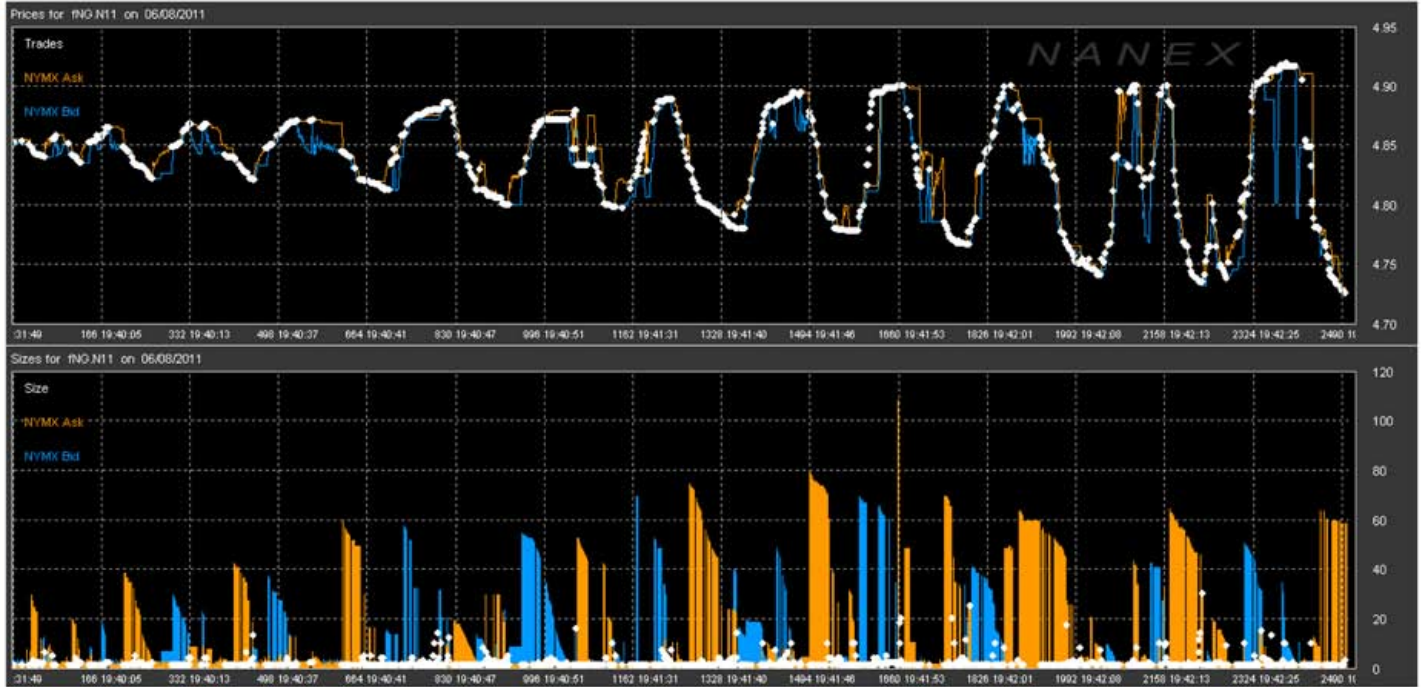 Prices for fNG.N11 on 06/08/2011
Trades
NYMX Ask
NYMX Bid
NANEX
4.95
4.90
4.85
4.80
4.75
4.70
:31:49 166 19:40:05 332 19:40:13 498 19:40:37 664 19:40:41 830 19:40:47 996 19:40:51 1162 19:41:31 1328 19:41:40 1494 19:41:46 1660 19:41:53 1826 19:42:01 1992 19:42:08 2158 19:42:13 2324 19:42:25 2490
Sizes for fNG.N11 on 06/08/2011
Size
NYMX Ask
NYMX Bid
120
100
80
60
40
20
0
:31:49 166 19:40:05 332 19:40:13 498 19:40:37 664 19:40:41 830 19:40:47 996 19:40:51 1162 19:41:31 1328 19:41:40 1494 19:41:46 1660 19:41:53 1826 19:42:01 1992 19:42:08 2158 19:42:13 2324 19:42:25 2490